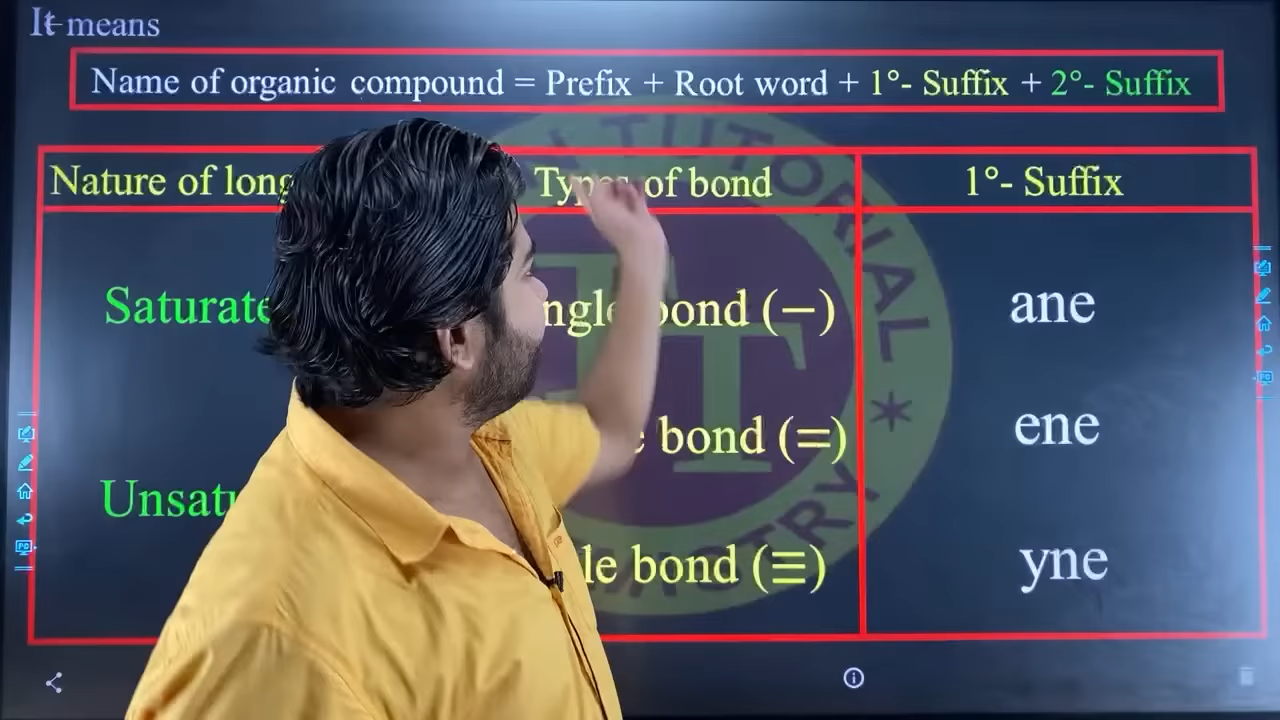 It means
Name of organic compound = Prefix + Root word + 1°- Suffix + 2°- Suffix
Nature of long Types of bond 1°- Suffix
Saturate ngle bond (−) ane
bond (=) ene
Unsatu
le bond (≡) yne
TUTORIAL